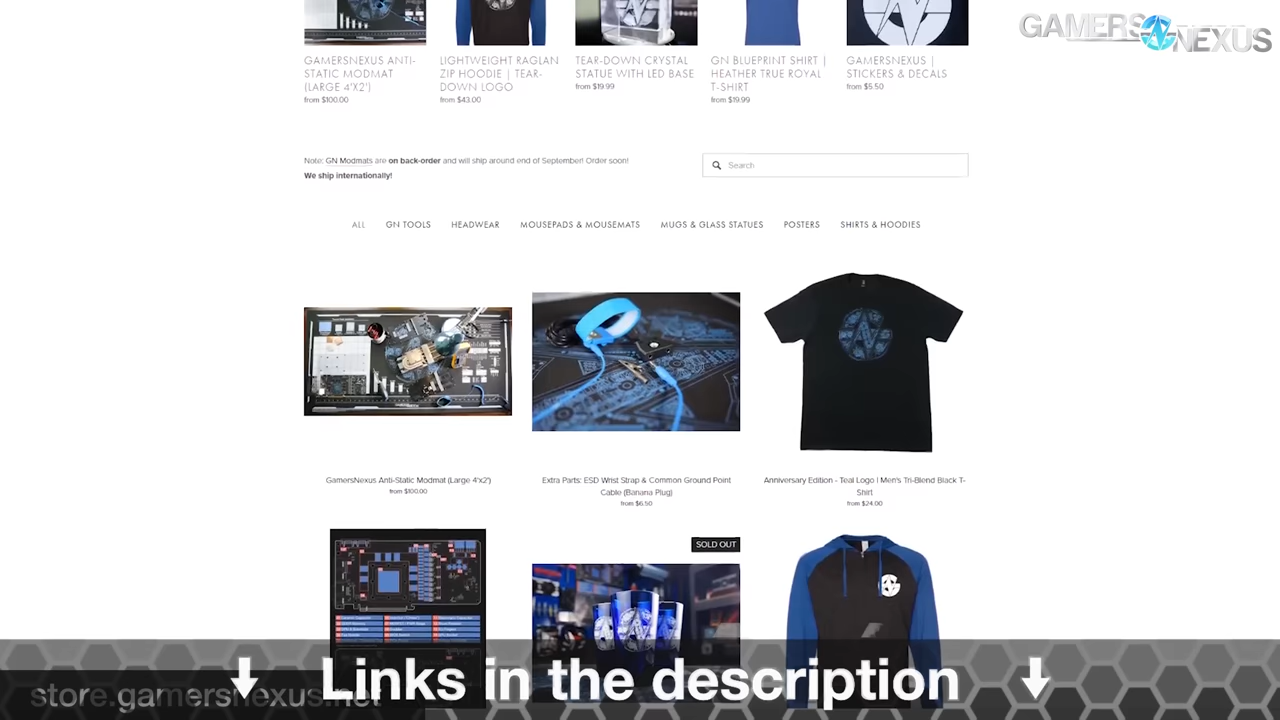 GAMERS NEXUS
GAMERSNEXUS ANTI-
STATIC MODMAT
(LARGE 4'X2')
from $100.00
LIGHTWEIGHT RAGLAN
ZIP HOODIE | TEAR-
DOWN LOGO
from $43.00
TEAR-DOWN CRYSTAL
STATUE WITH LED BASE
from $19.99
GN BLUEPRINT SHIRT |
HEATHER TRUE ROYAL
T-SHIRT
from $19.99
GAMERSNEXUS |
STICKERS & DECALS
from $5.50
Note: GN Modmats are on back-order and will ship around end of September! Order soon!
We ship internationally!
Search
ALL GN TOOLS HEADWEAR MOUSEPADS & MOUSEMATS MUGS & GLASS STATUES POSTERS SHIRTS & HOODIES
GamersNexus Anti-Static Modmat (Large 4'x2')
from $100.00
Extra Parts: ESD Wrist Strap & Common Ground Point
Cable (Banana Plug)
from $6.50
Anniversary Edition - Teal Logo | Men's Tri-Blend Black T-
Shirt
from $24.00
SOLD OUT
Links in the description
store.gamersnexus.net